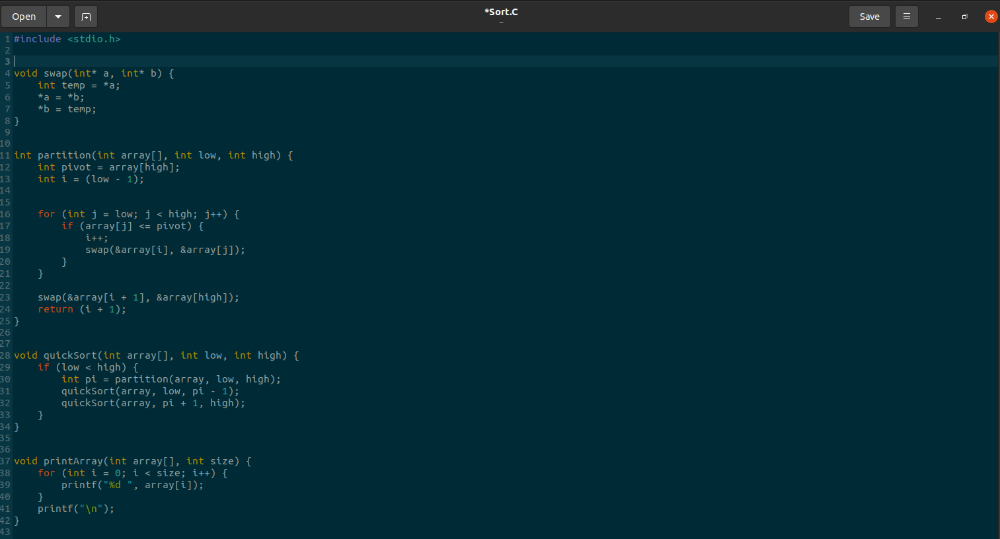 Open
*Sort.C
~
Save
1 #include <stdio.h>
2
3
4 void swap(int* a, int* b) {
5     int temp = *a;
6     *a = *b;
7     *b = temp;
8 }
9
10
11 int partition(int array[], int low, int high) {
12     int pivot = array[high];
13     int i = (low - 1);
14
15
16     for (int j = low; j < high; j++) {
17         if (array[j] <= pivot) {
18             i++;
19             swap(&array[i], &array[j]);
20         }
21     }
22
23     swap(&array[i + 1], &array[high]);
24     return (i + 1);
25 }
26
27
28 void quickSort(int array[], int low, int high) {
29     if (low < high) {
30         int pi = partition(array, low, high);
31         quickSort(array, low, pi - 1);
32         quickSort(array, pi + 1, high);
33     }
34 }
35
36
37 void printArray(int array[], int size) {
38     for (int i = 0; i < size; i++) {
39         printf("%d ", array[i]);
40     }
41     printf("\n");
42 }
43